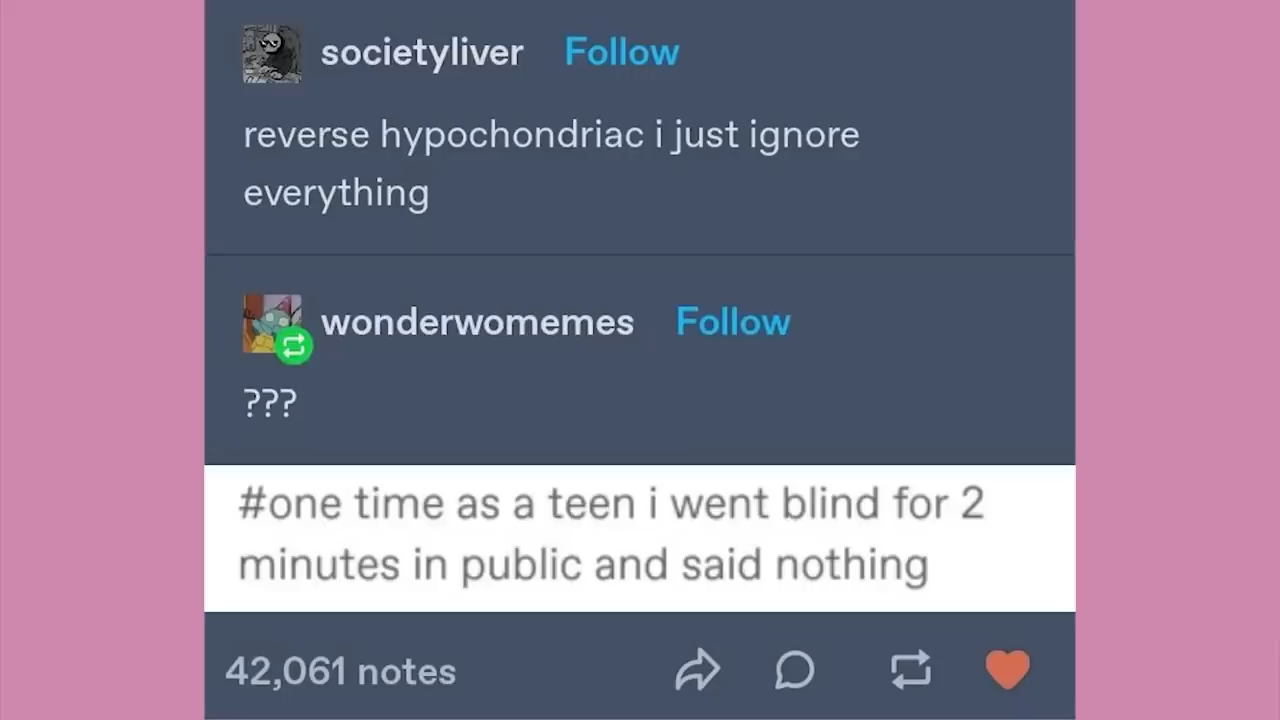 societyliver Follow
reverse hypochondriac i just ignore
everything
wonderwomemes Follow
???
#one time as a teen i went blind for 2
minutes in public and said nothing
42,061 notes